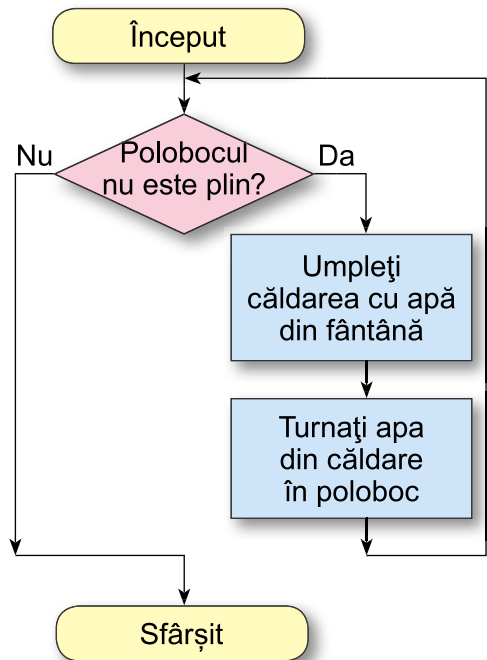 Început
Polobocul
nu este plin?
Nu
Da
Umpleţi
căldarea cu apă
din fântână
Turnaţi apa
din căldare
în poloboc
Sfârșit